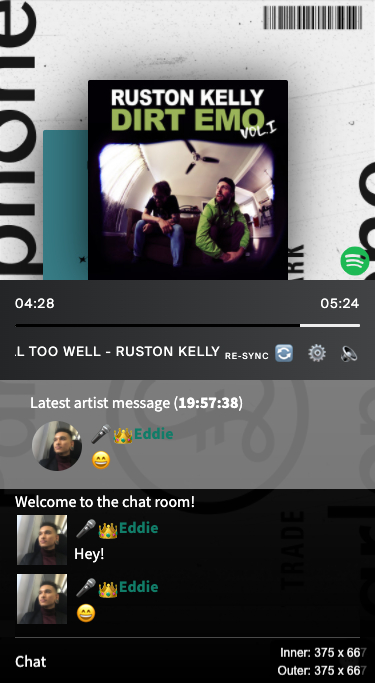 phone
RUSTON KELLY
DIRT EMO
VOL.I
04:28
05:24
L TOO WELL - RUSTON KELLY
RE-SYNC
Latest artist message (19:57:38)
Eddie
Welcome to the chat room!
Eddie
Hey!
Eddie
TRADE
Chat
Inner: 375 x 667
Outer: 375 x 667